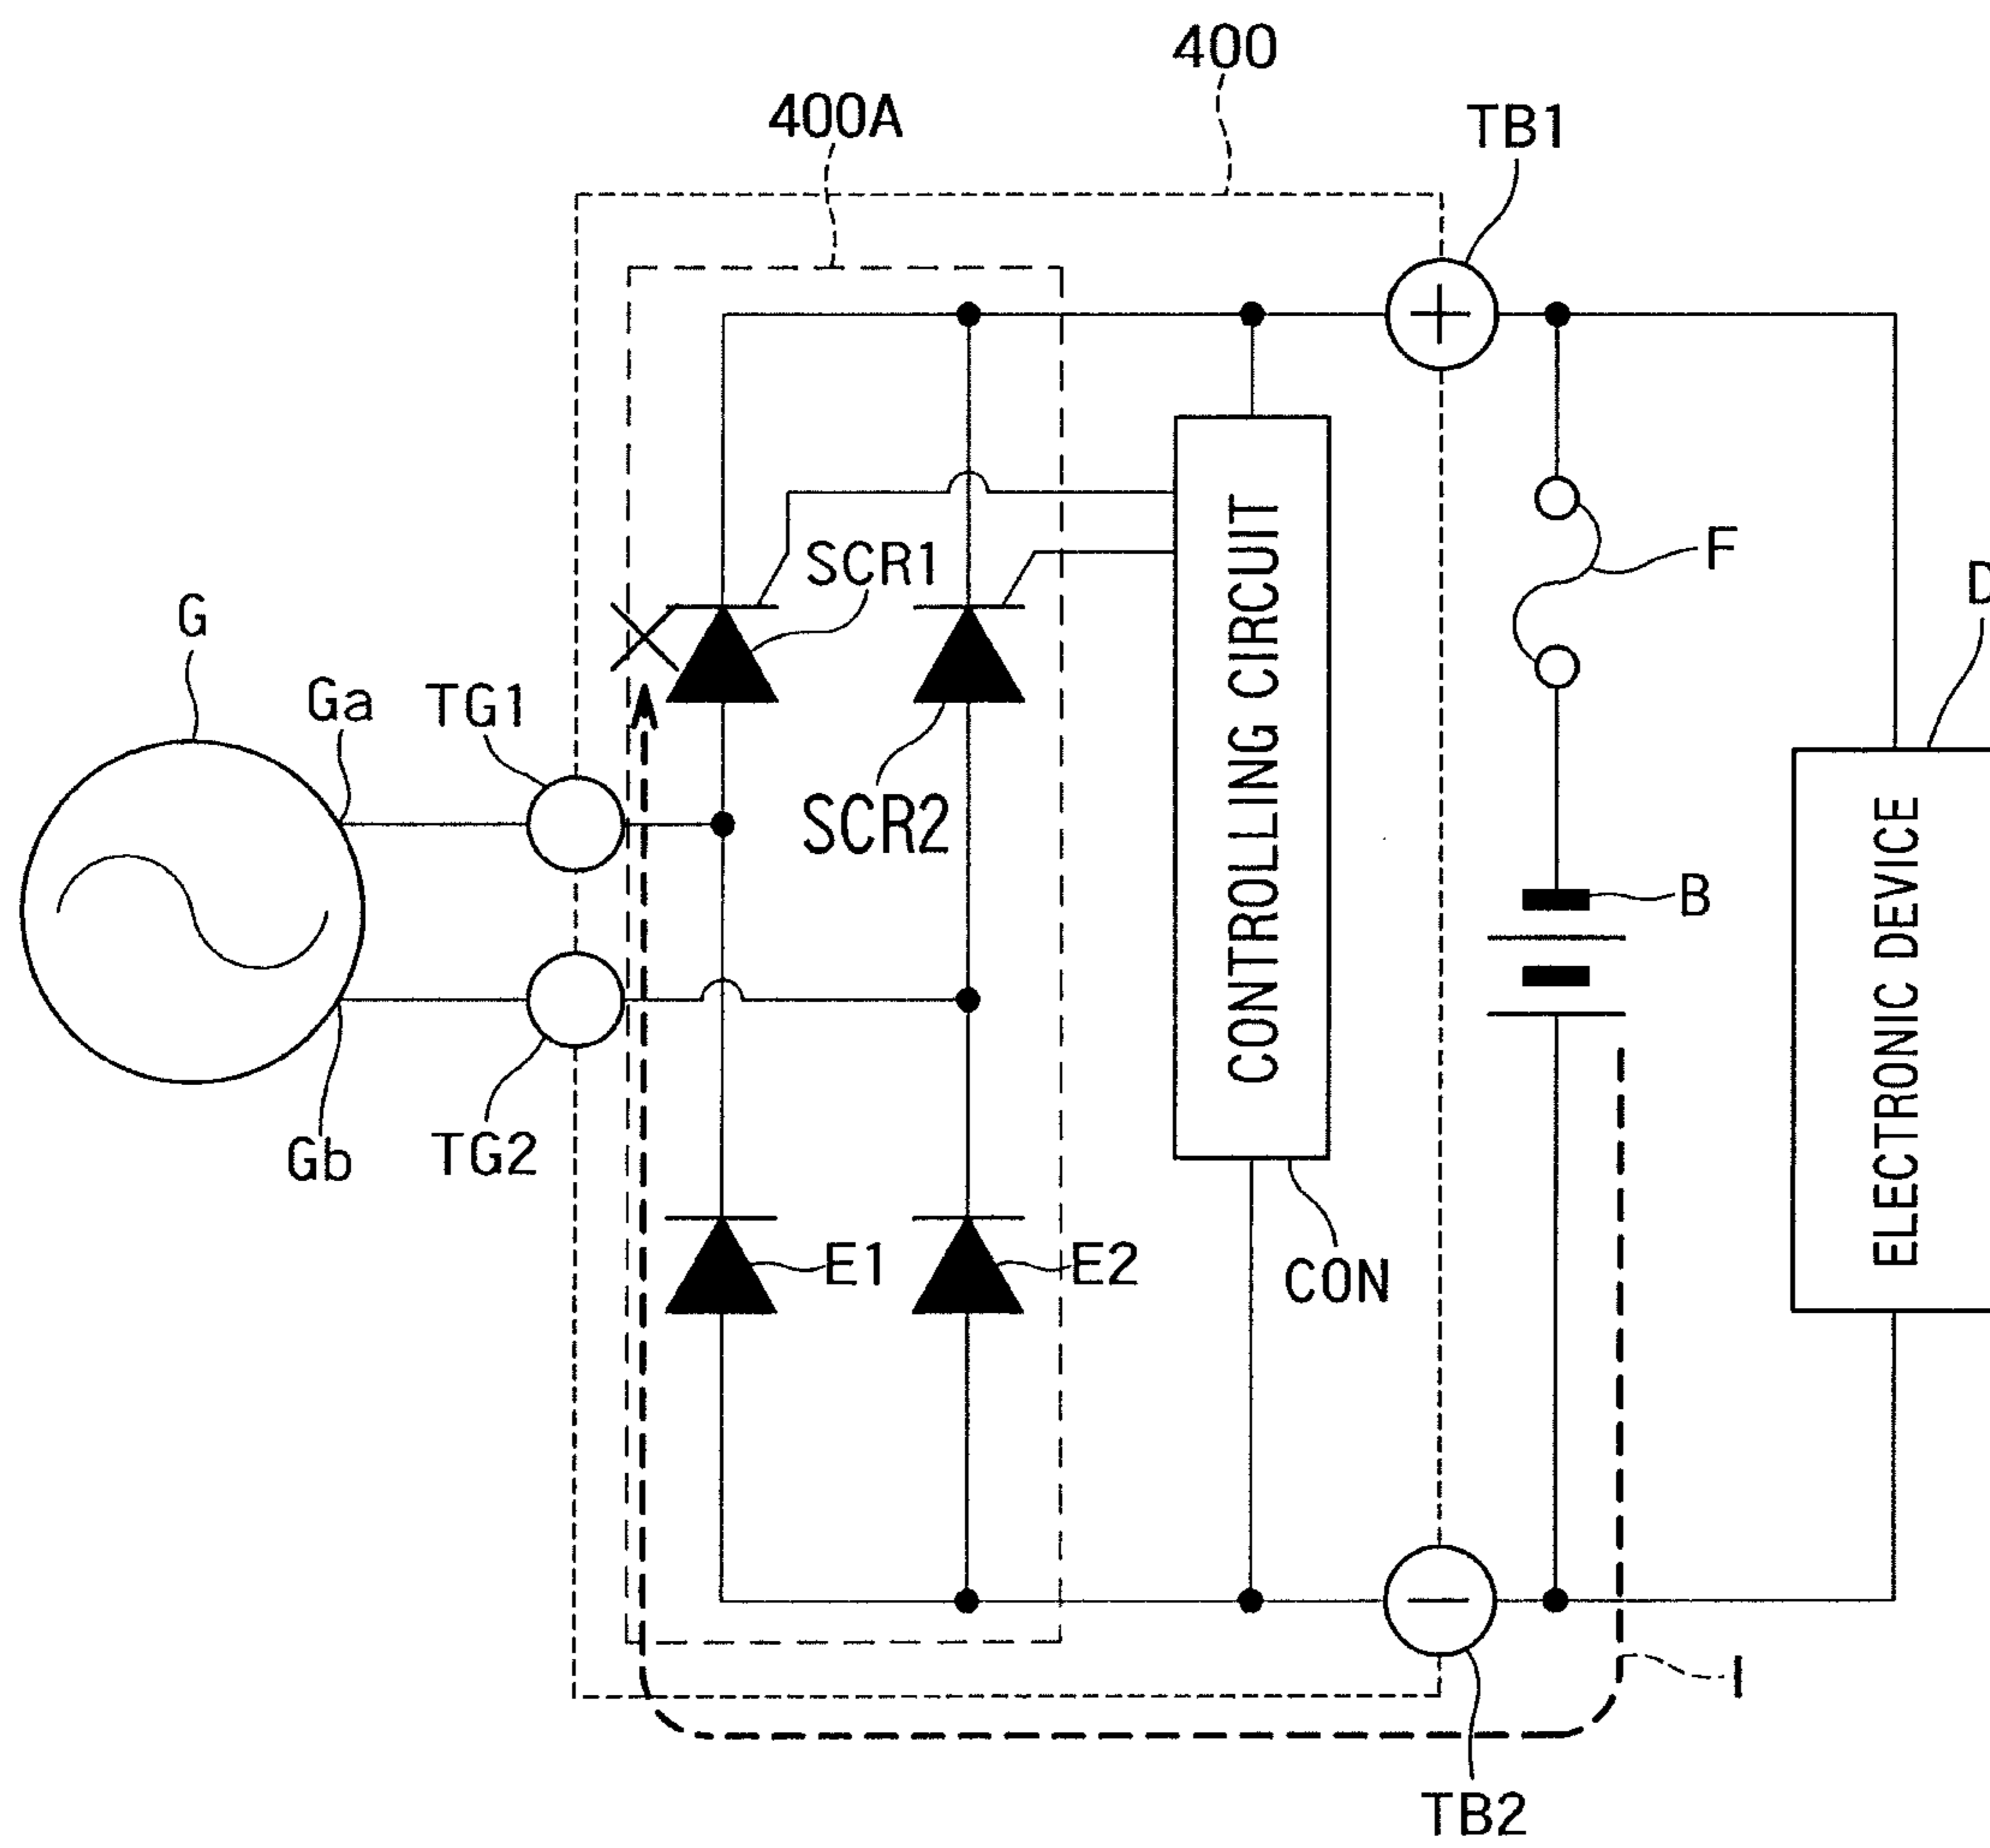 400
400A
TB1
SCR1
F
D
G
Ga
TG1
SCR2
CONTROLLING CIRCUIT
B
ELECTRONIC DEVICE
Gb
TG2
E1
E2
CON
I
TB2